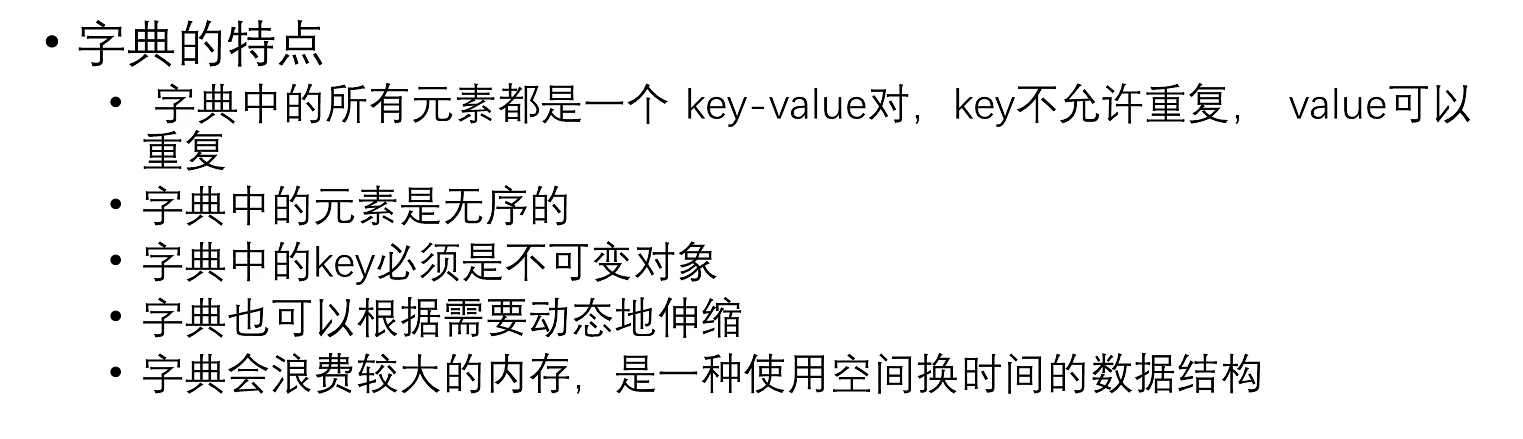 • 字典的特点
• 字典中的所有元素都是一个 key-value对，key不允许重复， value可以
重复
• 字典中的元素是无序的
• 字典中的key必须是不可变对象
• 字典也可以根据需要动态地伸缩
• 字典会浪费较大的内存，是一种使用空间换时间的数据结构